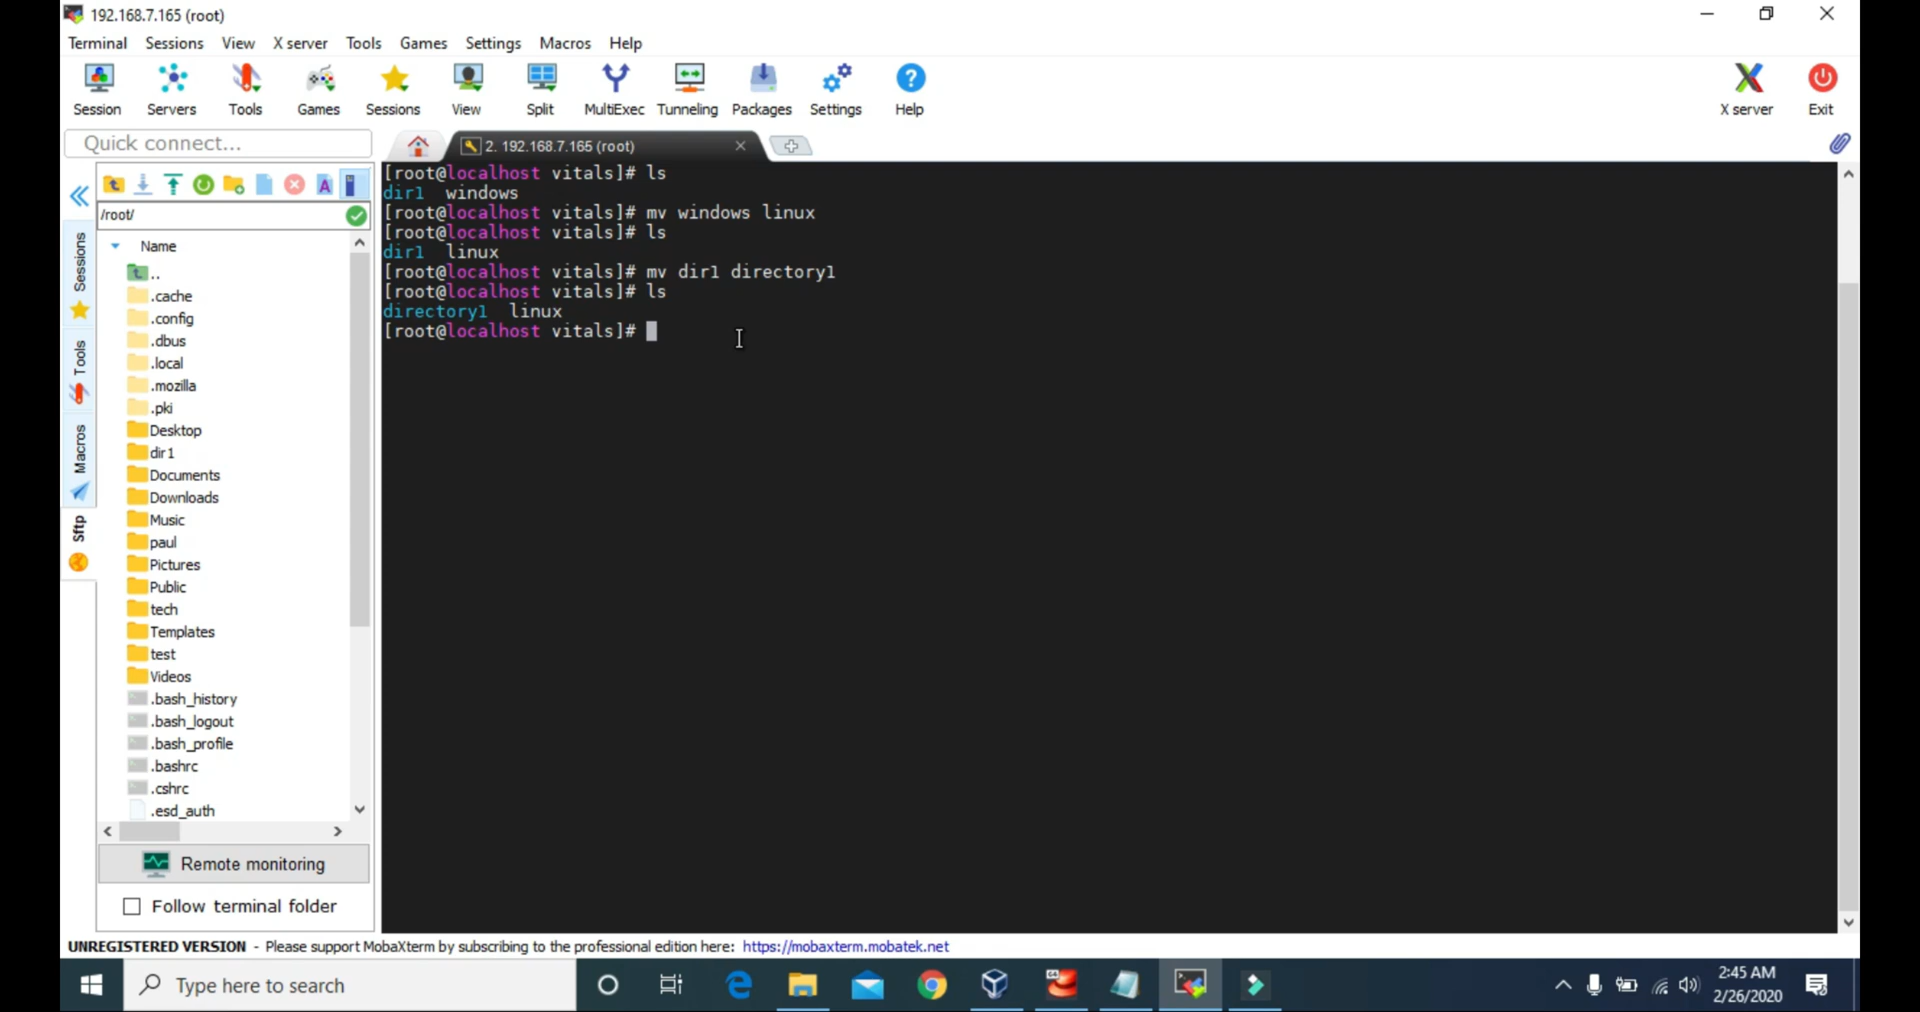 192.168.7.165 (root)
Terminal Sessions View X server Tools Games Settings Macros Help
Session Servers Tools Games Sessions View Split MultiExec Tunneling Packages Settings Help X server Exit
Quick connect...
2. 192.168.7.165 (root)
/root/
Name
..
.cache
.config
.dbus
.local
.mozilla
.pki
Desktop
dir1
Documents
Downloads
Music
paul
Pictures
Public
tech
Templates
test
Videos
.bash_history
.bash_logout
.bash_profile
.bashrc
.cshrc
.esd_auth
Sessions
Tools
Macros
Sftp
Remote monitoring
Follow terminal folder
[root@localhost vitals]# ls
dir1 windows
[root@localhost vitals]# mv windows linux
[root@localhost vitals]# ls
dir1 linux
[root@localhost vitals]# mv dir1 directory1
[root@localhost vitals]# ls
directory1 linux
[root@localhost vitals]#
UNREGISTERED VERSION - Please support MobaXterm by subscribing to the professional edition here: https://mobaxterm.mobatek.net
Type here to search
64
2:45 AM
2/26/2020